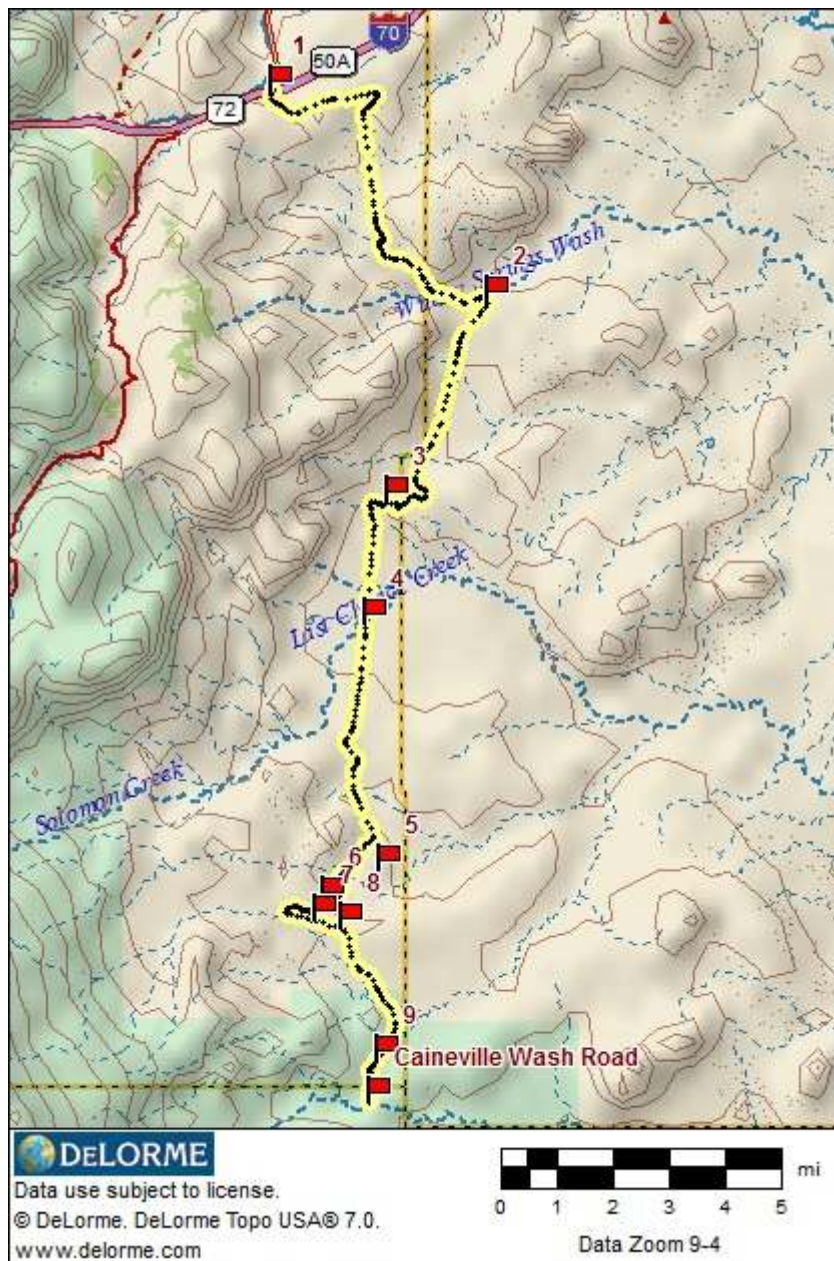 1
50A
70
72
2
Springs Wash
3
4
Last Creek
Solomon Creek
5
6
7
8
9
Caineville Wash Road
DELORME
Data use subject to license.
© DeLorme. DeLorme Topo USA® 7.0.
www.delorme.com
mi
0 1 2 3 4 5
Data Zoom 9-4